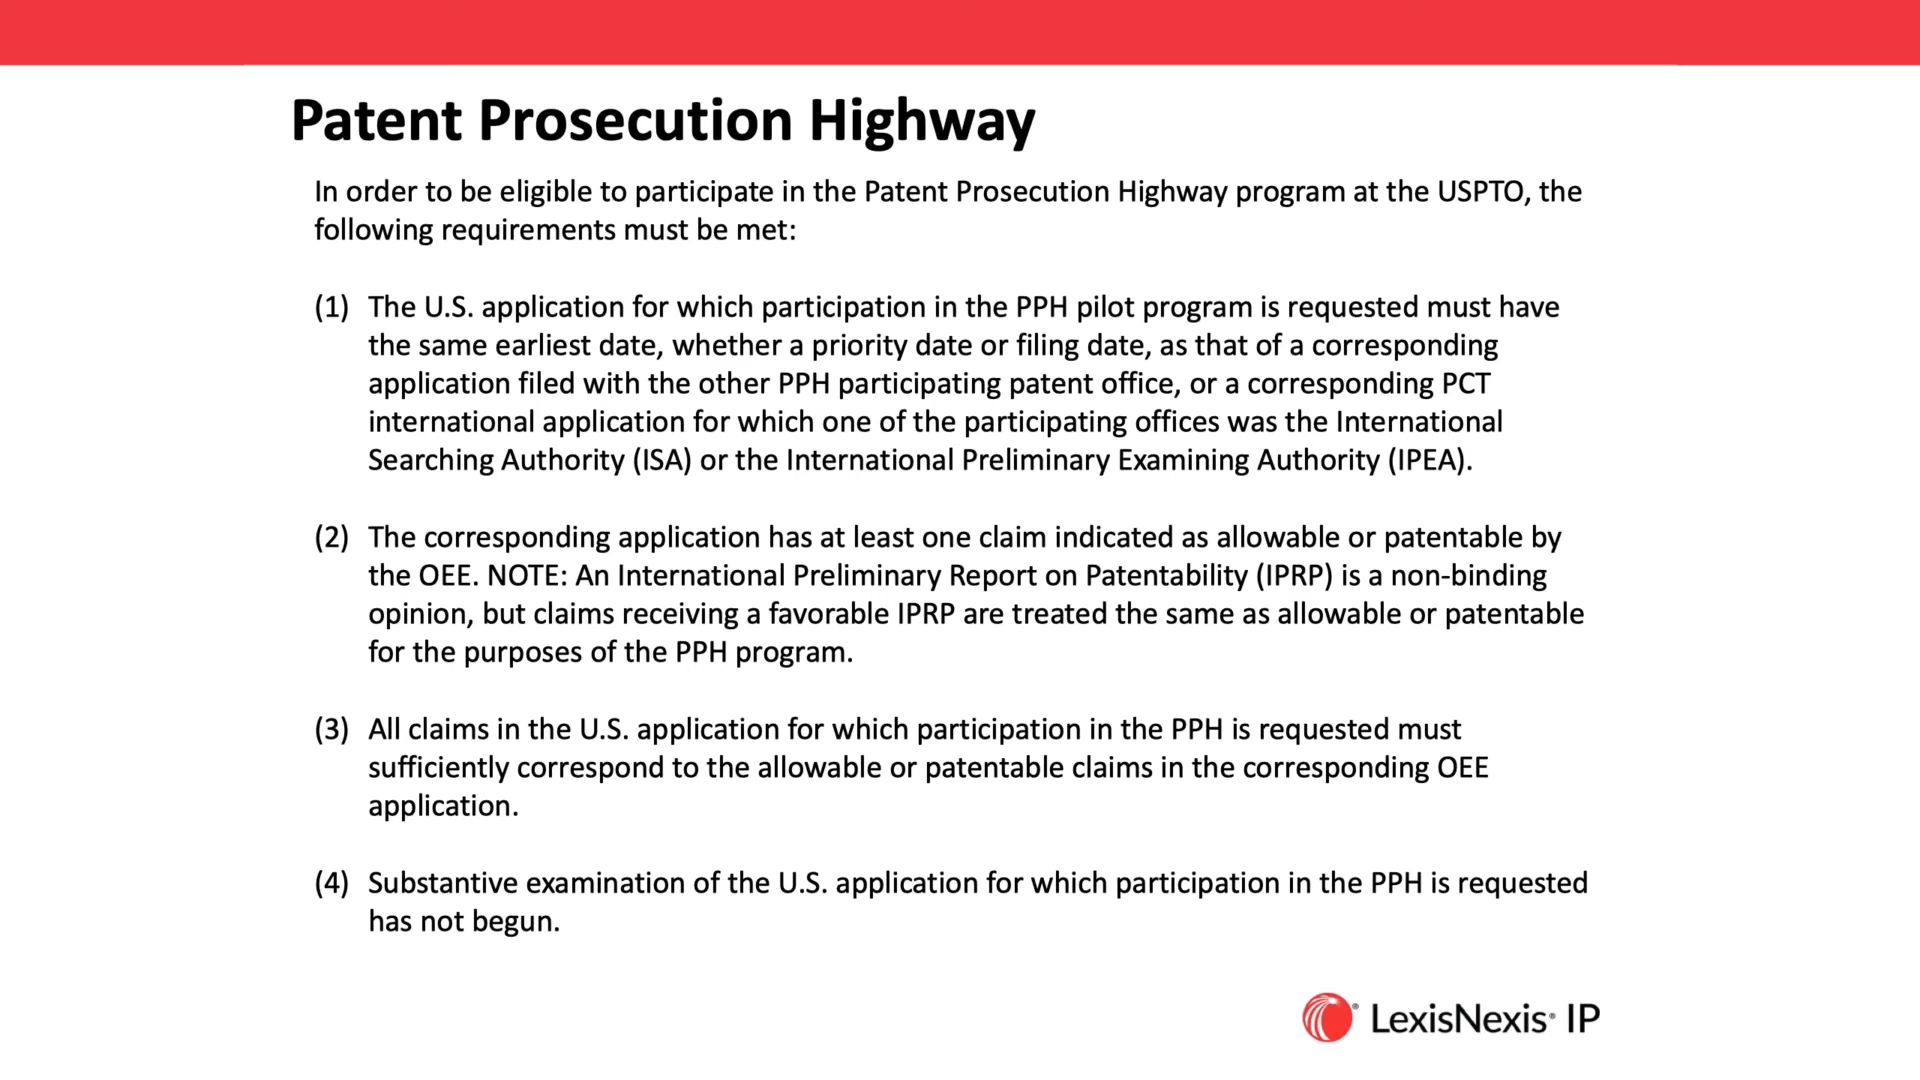 Patent Prosecution Highway
In order to be eligible to participate in the Patent Prosecution Highway program at the USPTO, the
following requirements must be met:
(1) The U.S. application for which participation in the PPH pilot program is requested must have
the same earliest date, whether a priority date or filing date, as that of a corresponding
application filed with the other PPH participating patent office, or a corresponding PCT
international application for which one of the participating offices was the International
Searching Authority (ISA) or the International Preliminary Examining Authority (IPEA).
(2) The corresponding application has at least one claim indicated as allowable or patentable by
the OEE. NOTE: An International Preliminary Report on Patentability (IPRP) is a non-binding
opinion, but claims receiving a favorable IPRP are treated the same as allowable or patentable
for the purposes of the PPH program.
(3) All claims in the U.S. application for which participation in the PPH is requested must
sufficiently correspond to the allowable or patentable claims in the corresponding OEE
application.
(4) Substantive examination of the U.S. application for which participation in the PPH is requested
has not begun.
® LexisNexis® IP